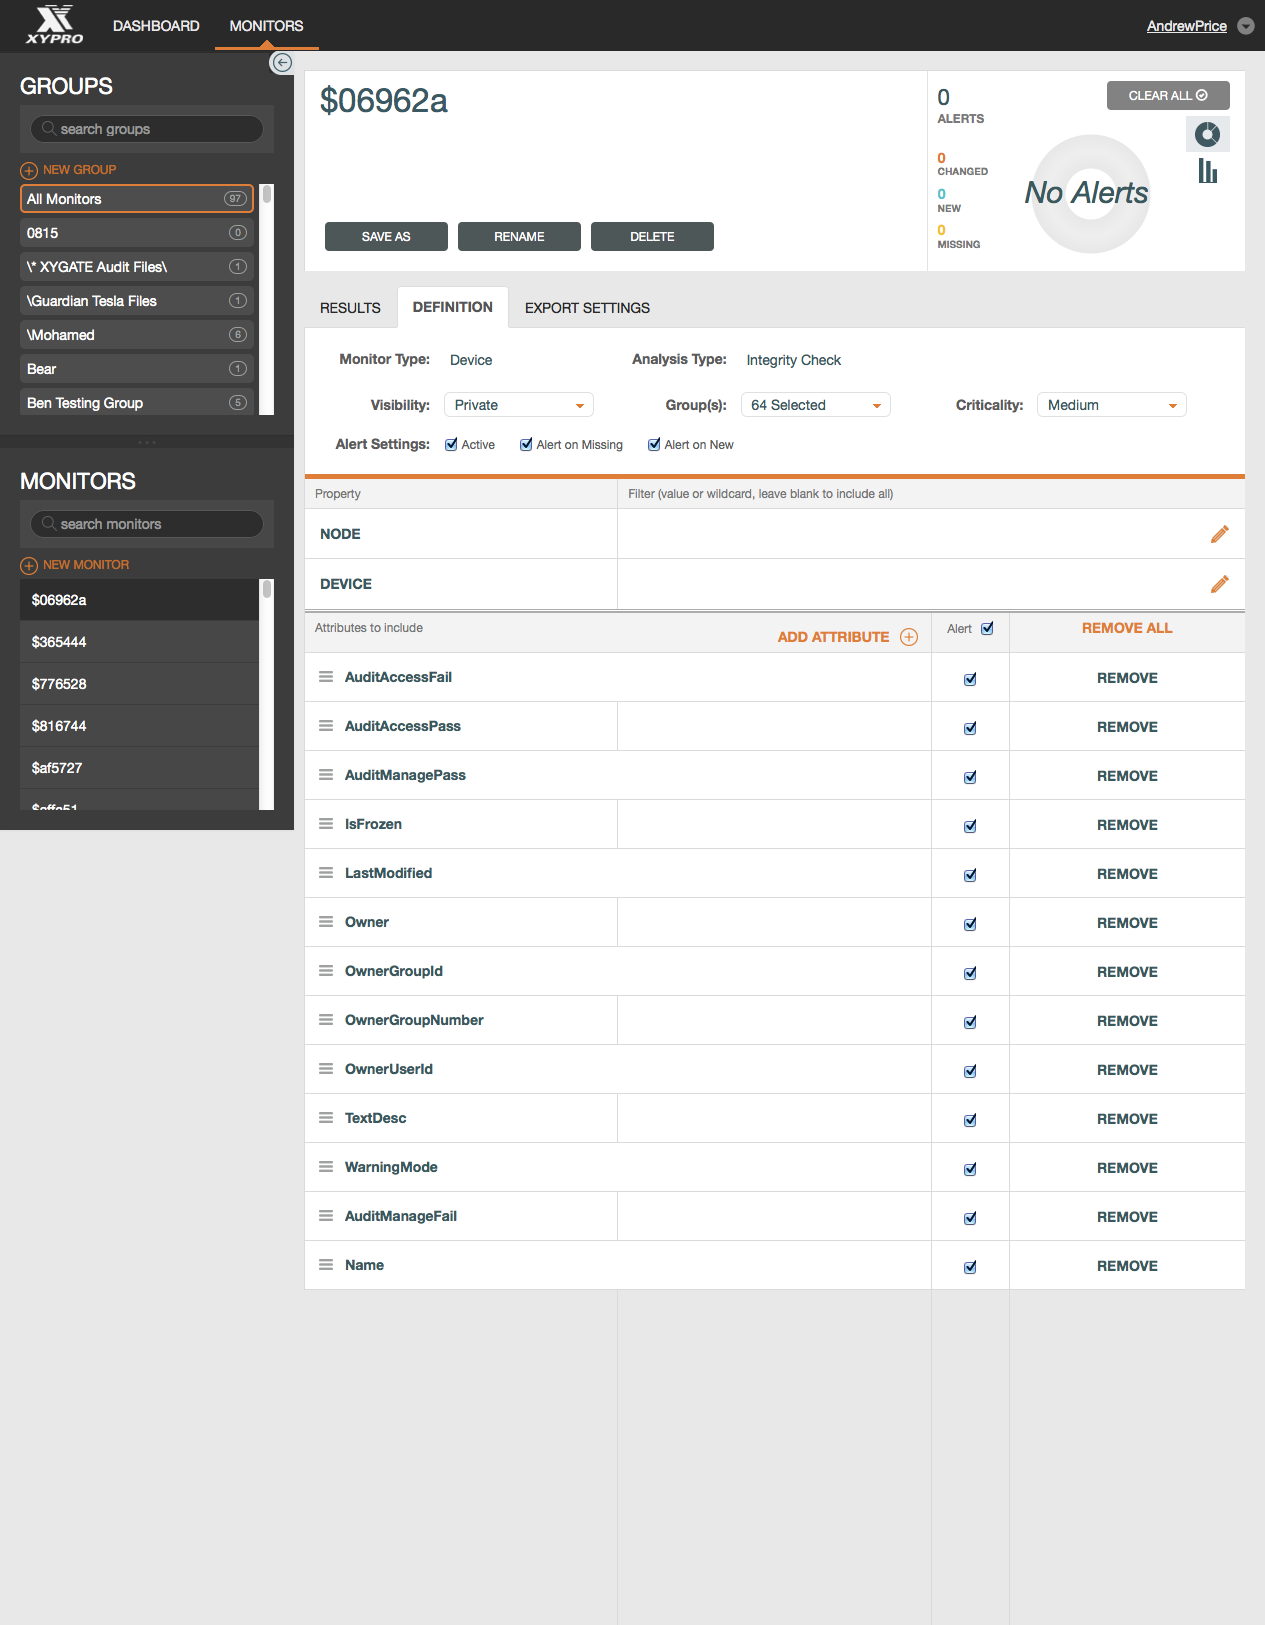 XYPRO
DASHBOARD MONITORS AndrewPrice
GROUPS
search groups
NEW GROUP
All Monitors 97
0815 0
\* XYGATE Audit Files\ 1
\Guardian Tesla Files 1
\Mohamed 6
Bear 1
Ben Testing Group 5
MONITORS
search monitors
NEW MONITOR
$06962a
$365444
$776528
$816744
$af5727
$06962a
SAVE AS RENAME DELETE
0
ALERTS
CLEAR ALL
0
CHANGED
0
NEW
0
MISSING
No Alerts
RESULTS DEFINITION EXPORT SETTINGS
Monitor Type: Device Analysis Type: Integrity Check
Visibility: Private Group(s): 64 Selected Criticality: Medium
Alert Settings: Active Alert on Missing Alert on New
Property Filter (value or wildcard, leave blank to include all)
NODE
DEVICE
Attributes to include ADD ATTRIBUTE Alert REMOVE ALL
AuditAccessFail REMOVE
AuditAccessPass REMOVE
AuditManagePass REMOVE
IsFrozen REMOVE
LastModified REMOVE
Owner REMOVE
OwnerGroupId REMOVE
OwnerGroupNumber REMOVE
OwnerUserId REMOVE
TextDesc REMOVE
WarningMode REMOVE
AuditManageFail REMOVE
Name REMOVE